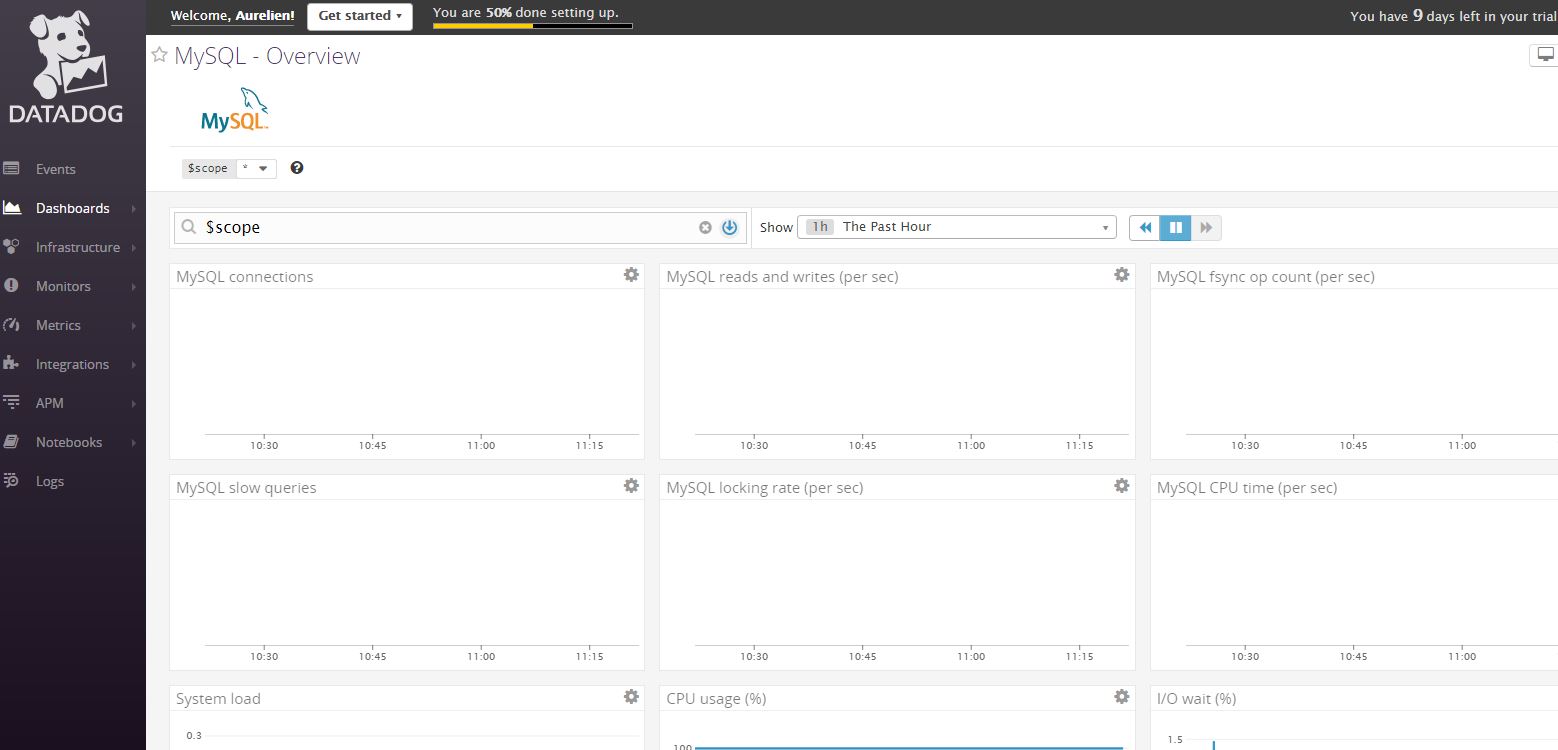 Welcome, Aurelien!
Get started
You are 50% done setting up.
You have 9 days left in your trial
DATADOG
MySQL - Overview
MySQL
$scope *
$scope
Show 1h The Past Hour
Events
Dashboards
Infrastructure
Monitors
Metrics
Integrations
APM
Notebooks
Logs
MySQL connections
10:30 10:45 11:00 11:15
MySQL reads and writes (per sec)
10:30 10:45 11:00 11:15
MySQL fsync op count (per sec)
10:30 10:45 11:00
MySQL slow queries
10:30 10:45 11:00 11:15
MySQL locking rate (per sec)
10:30 10:45 11:00 11:15
MySQL CPU time (per sec)
10:30 10:45 11:00
System load
0.3
CPU usage (%)
100
I/O wait (%)
1.5